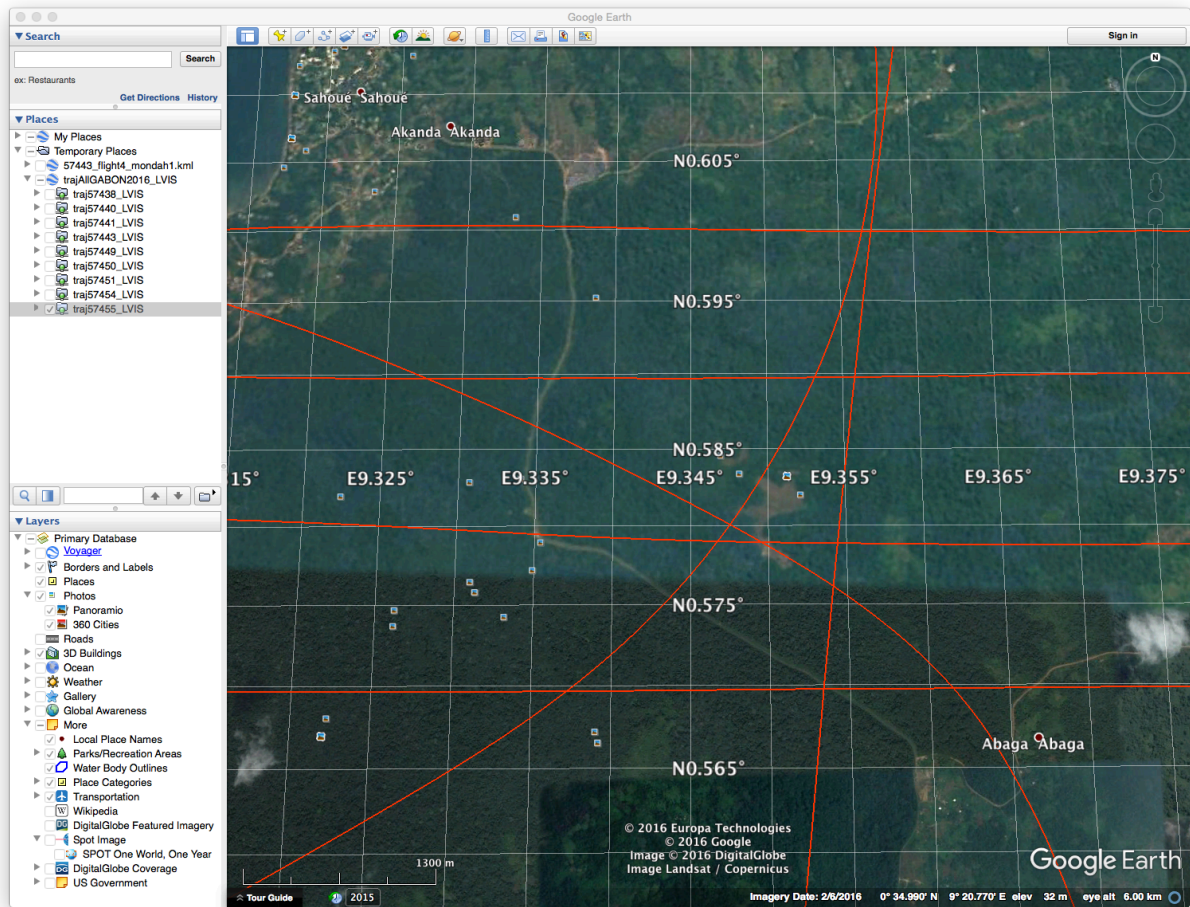 Google Earth
Search
Search
ex: Restaurants
Get Directions History
Places
My Places
Temporary Places
57443_flight4_mondah1.kml
trajAllGABON2016_LVIS
traj57438_LVIS
traj57440_LVIS
traj57441_LVIS
traj57443_LVIS
traj57449_LVIS
traj57450_LVIS
traj57451_LVIS
traj57454_LVIS
traj57455_LVIS
Layers
Primary Database
Voyager
Borders and Labels
Places
Photos
Panoramio
360 Cities
Roads
3D Buildings
Ocean
Weather
Gallery
Global Awareness
More
Local Place Names
Parks/Recreation Areas
Water Body Outlines
Place Categories
Transportation
Wikipedia
DigitalGlobe Featured Imagery
Spot Image
SPOT One World, One Year
DigitalGlobe Coverage
US Government
Sign in
N
Sahoué Sahoue
Akanda Akanda
N0.605°
N0.595°
N0.585°
15° E9.325° E9.335° E9.345° E9.355° E9.365° E9.375°
N0.575°
Abaga Abaga
N0.565°
© 2016 Europa Technologies
© 2016 Google
Image © 2016 DigitalGlobe
Image Landsat / Copernicus
1300 m
Google Earth
Tour Guide 2015
Imagery Date: 2/6/2016 0° 34.990' N 9° 20.770' E elev 32 m eye alt 6.00 km